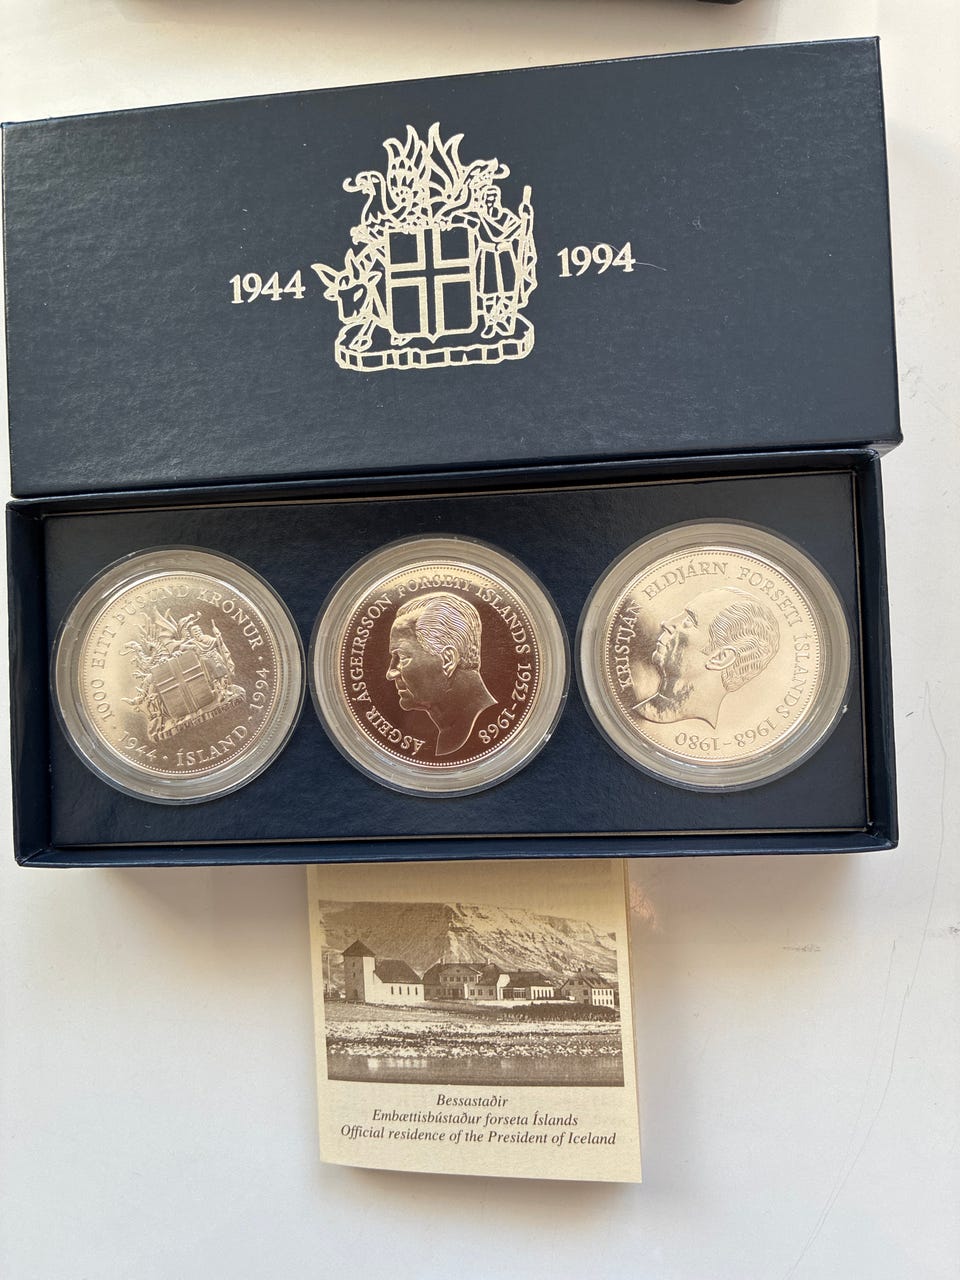 1944
1994
1000 EITT ÞÚSUND KRÓNUR
1944 · ÍSLAND · 1994
ÁSGEIR ÁSGEIRSSON FORSETI ÍSLANDS 1952-1968
KRISTJÁN ELDJÁRN FORSETI ÍSLANDS 1968-1980
Bessastaðir
Embættisbústaður forseta Íslands
Official residence of the President of Iceland